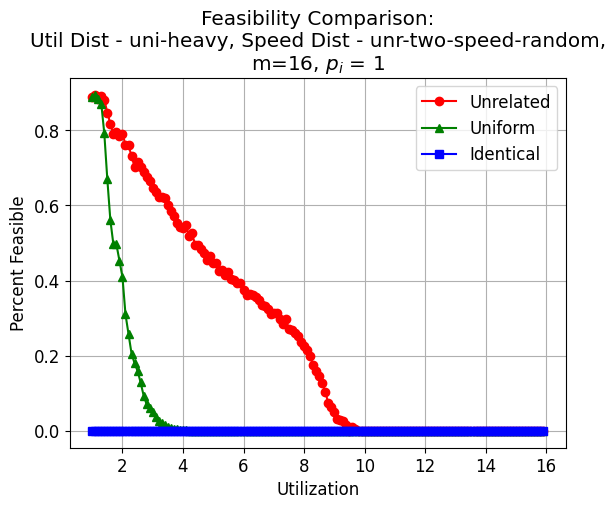 Feasibility Comparison:
Util Dist - uni-heavy, Speed Dist - unr-two-speed-random,
m=16, $p_i$ = 1
Unrelated
Uniform
Identical
Percent Feasible
0.8
0.6
0.4
0.2
0.0
2 4 6 8 10 12 14 16
Utilization